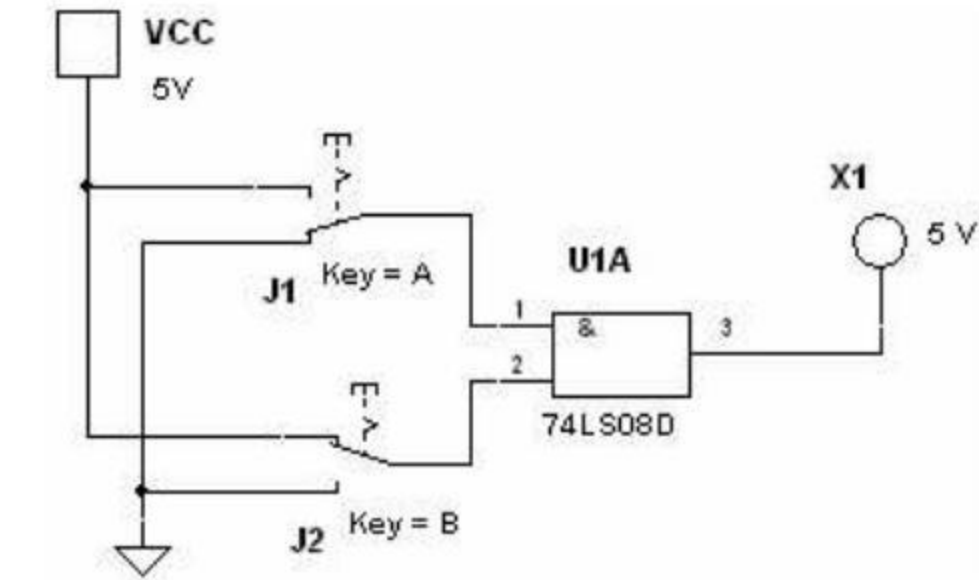 VCC
5V
X1
5 V
U1A
Key = A
J1
1
&
3
2
74LS08D
Key = B
J2